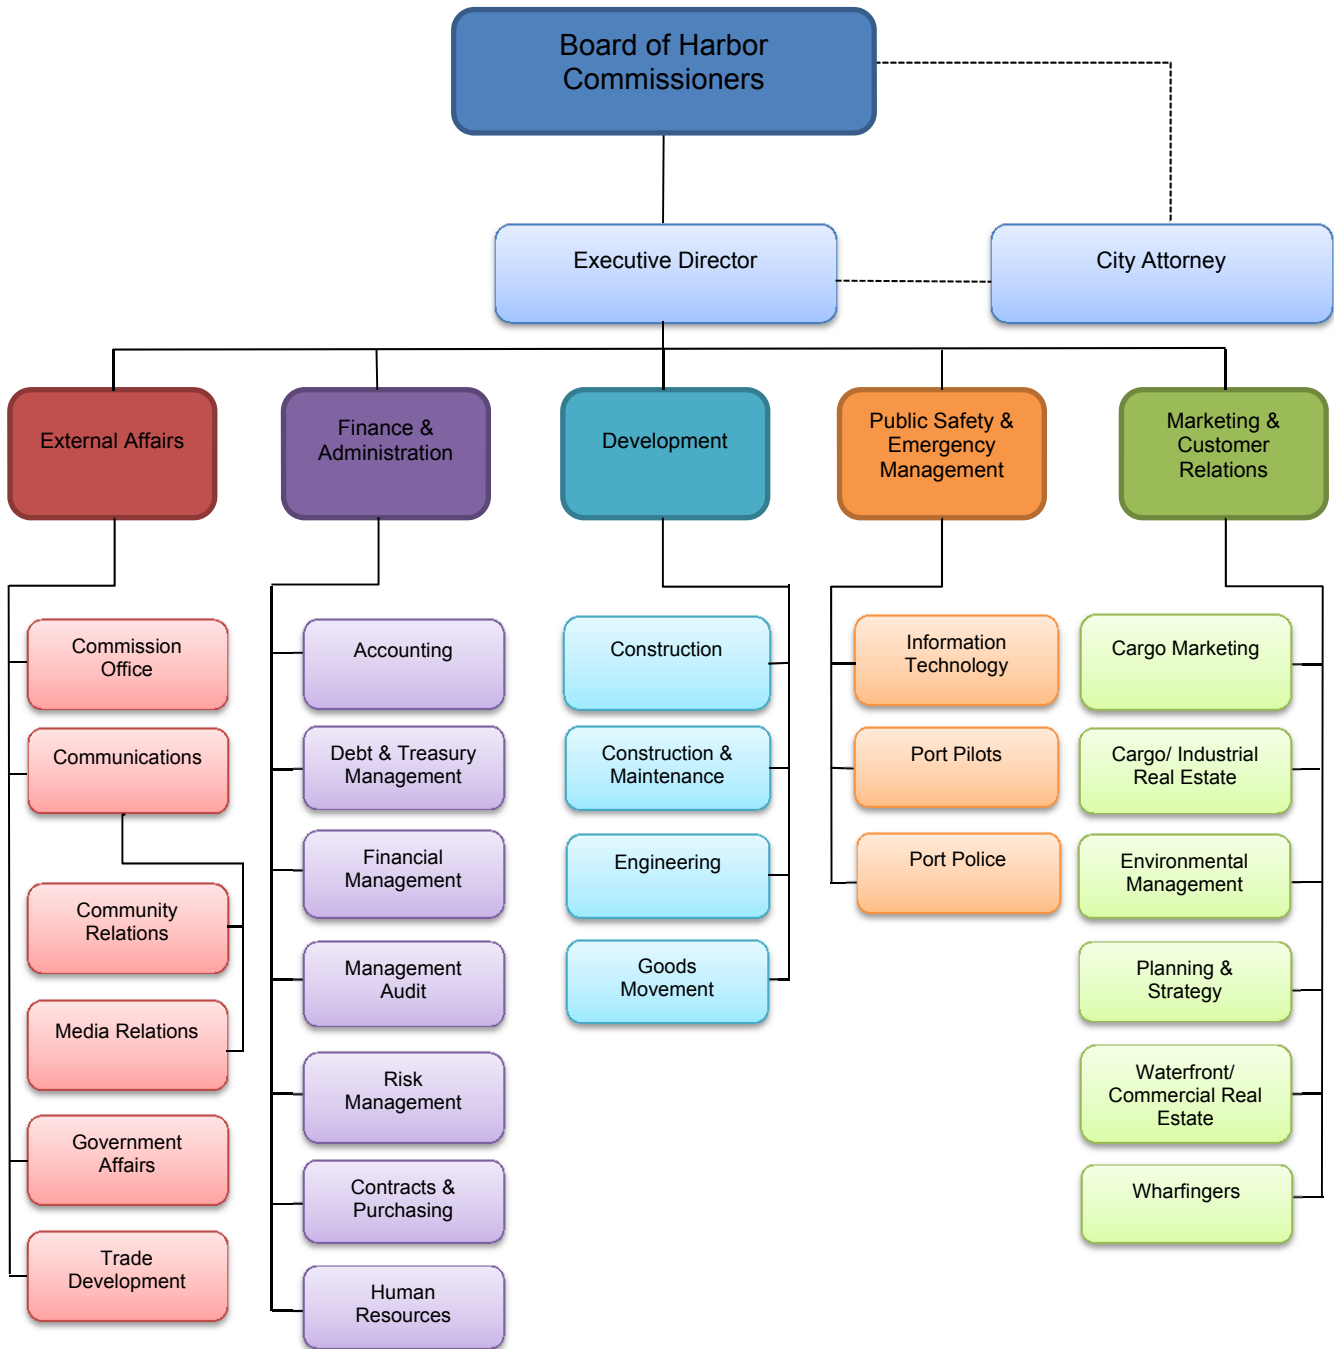 Board of Harbor
Commissioners
Executive Director
City Attorney
External Affairs
Finance &
Administration
Development
Public Safety &
Emergency
Management
Marketing &
Customer
Relations
Commission
Office
Communications
Community
Relations
Media Relations
Government
Affairs
Trade
Development
Accounting
Debt & Treasury
Management
Financial
Management
Management
Audit
Risk
Management
Contracts &
Purchasing
Human
Resources
Construction
Construction &
Maintenance
Engineering
Goods
Movement
Information
Technology
Port Pilots
Port Police
Cargo Marketing
Cargo/ Industrial
Real Estate
Environmental
Management
Planning &
Strategy
Waterfront/
Commercial Real
Estate
Wharfingers